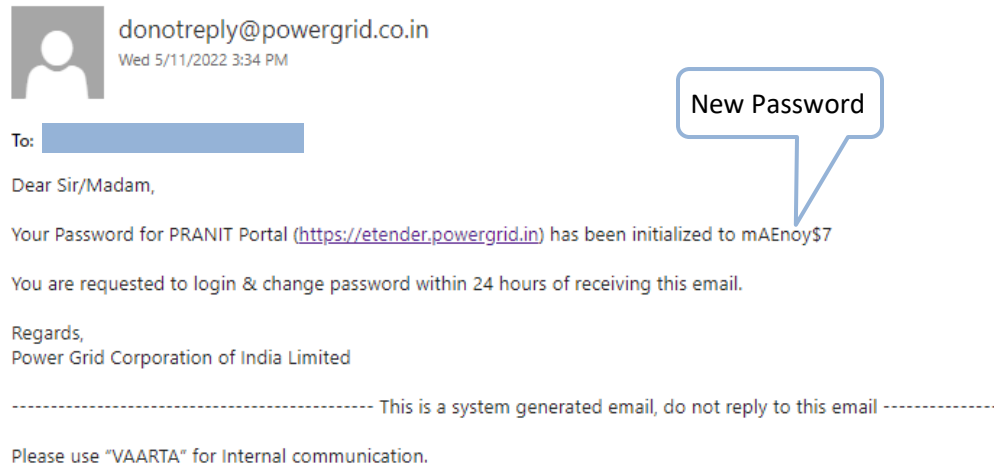 donotreply@powergrid.co.in
Wed 5/11/2022 3:34 PM
New Password
To:
Dear Sir/Madam,
Your Password for PRANIT Portal (https://etender.powergrid.in) has been initialized to mAEnoy$7
You are requested to login & change password within 24 hours of receiving this email.
Regards,
Power Grid Corporation of India Limited
----------------------------------------------- This is a system generated email, do not reply to this email ---------------
Please use “VAARTA” for Internal communication.